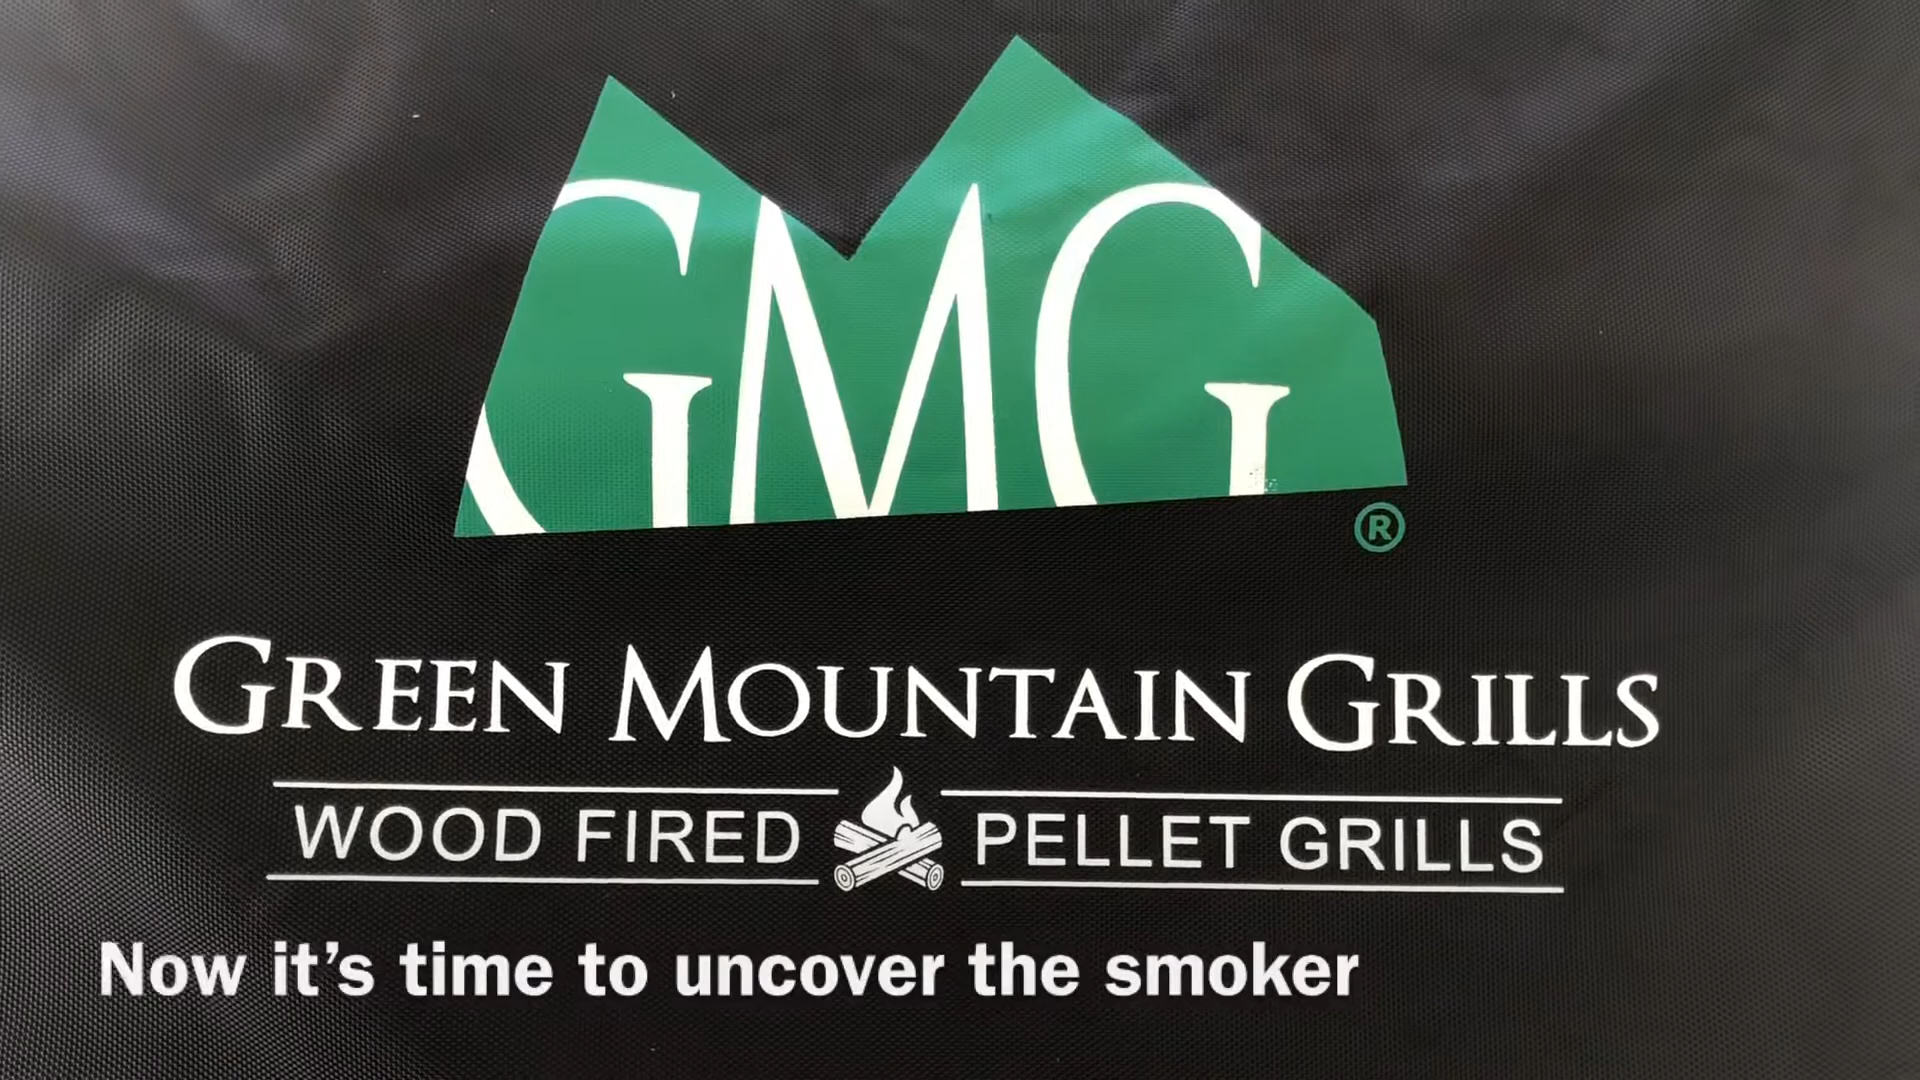 GMG
®
GREEN MOUNTAIN GRILLS
WOOD FIRED PELLET GRILLS
Now it’s time to uncover the smoker